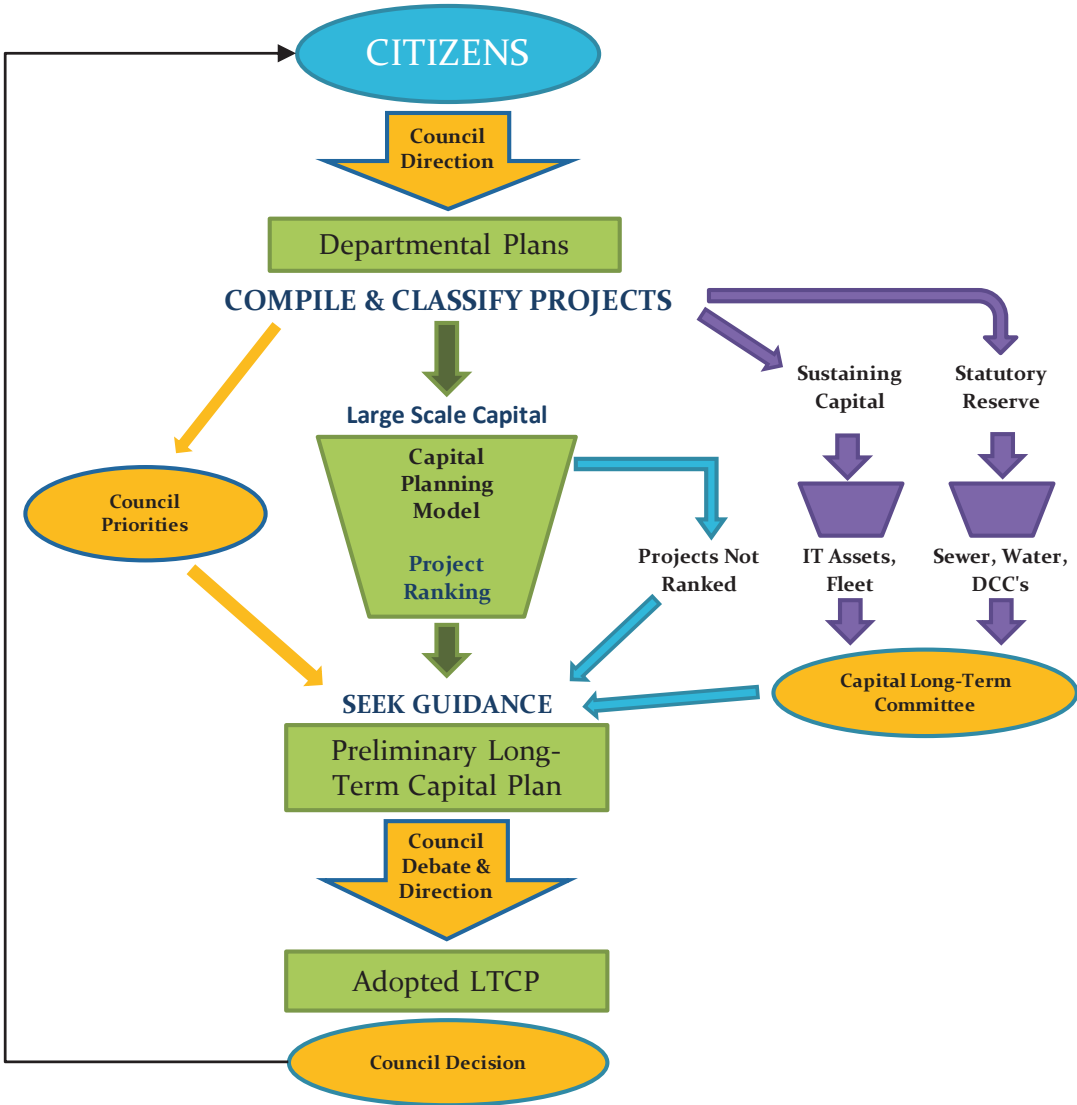 CITIZENS
Council
Direction
Departmental Plans
COMPILE & CLASSIFY PROJECTS
Sustaining
Capital
Statutory
Reserve
Large Scale Capital
Capital
Planning
Model
Project
Ranking
Council
Priorities
Projects Not
Ranked
IT Assets,
Fleet
Sewer, Water,
DCC's
Capital Long-Term
Committee
SEEK GUIDANCE
Preliminary Long-
Term Capital Plan
Council
Debate &
Direction
Adopted LTCP
Council Decision